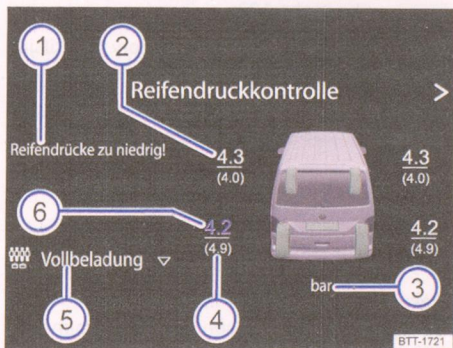 1
2
Reifendruckkontrolle >
Reifendrücke zu niedrig!
4.3
(4.0)
4.3
(4.0)
6
4.2
(4,9)
4.2
(4.9)
Vollbeladung
bar
3
5
4
BTT-1721